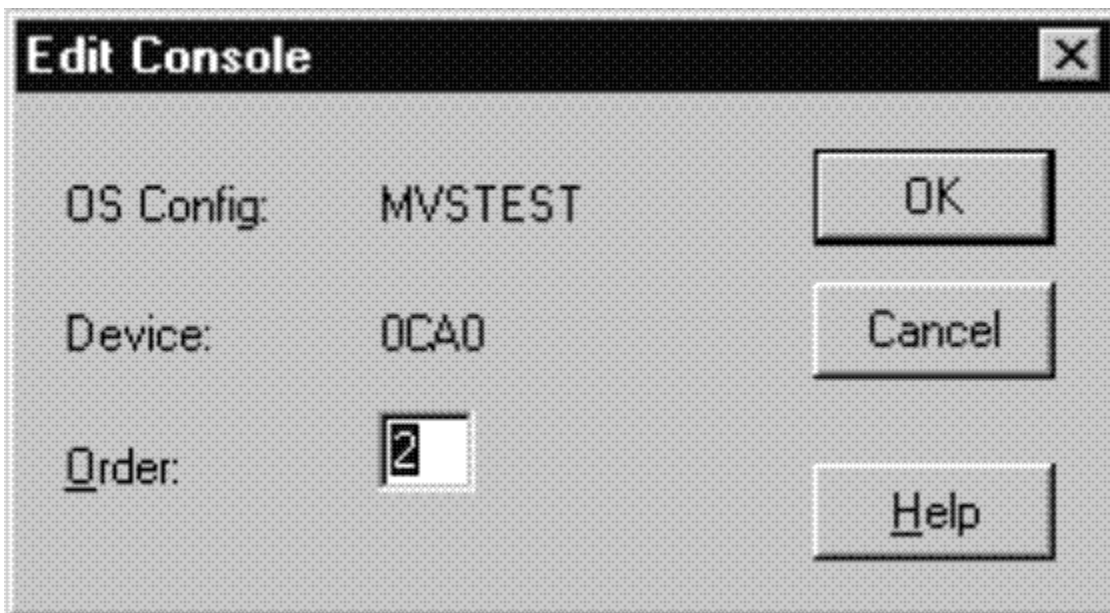 Edit Console
OS Config: MVSTEST OK
Device: 0CA0 Cancel
Order: 2
Help